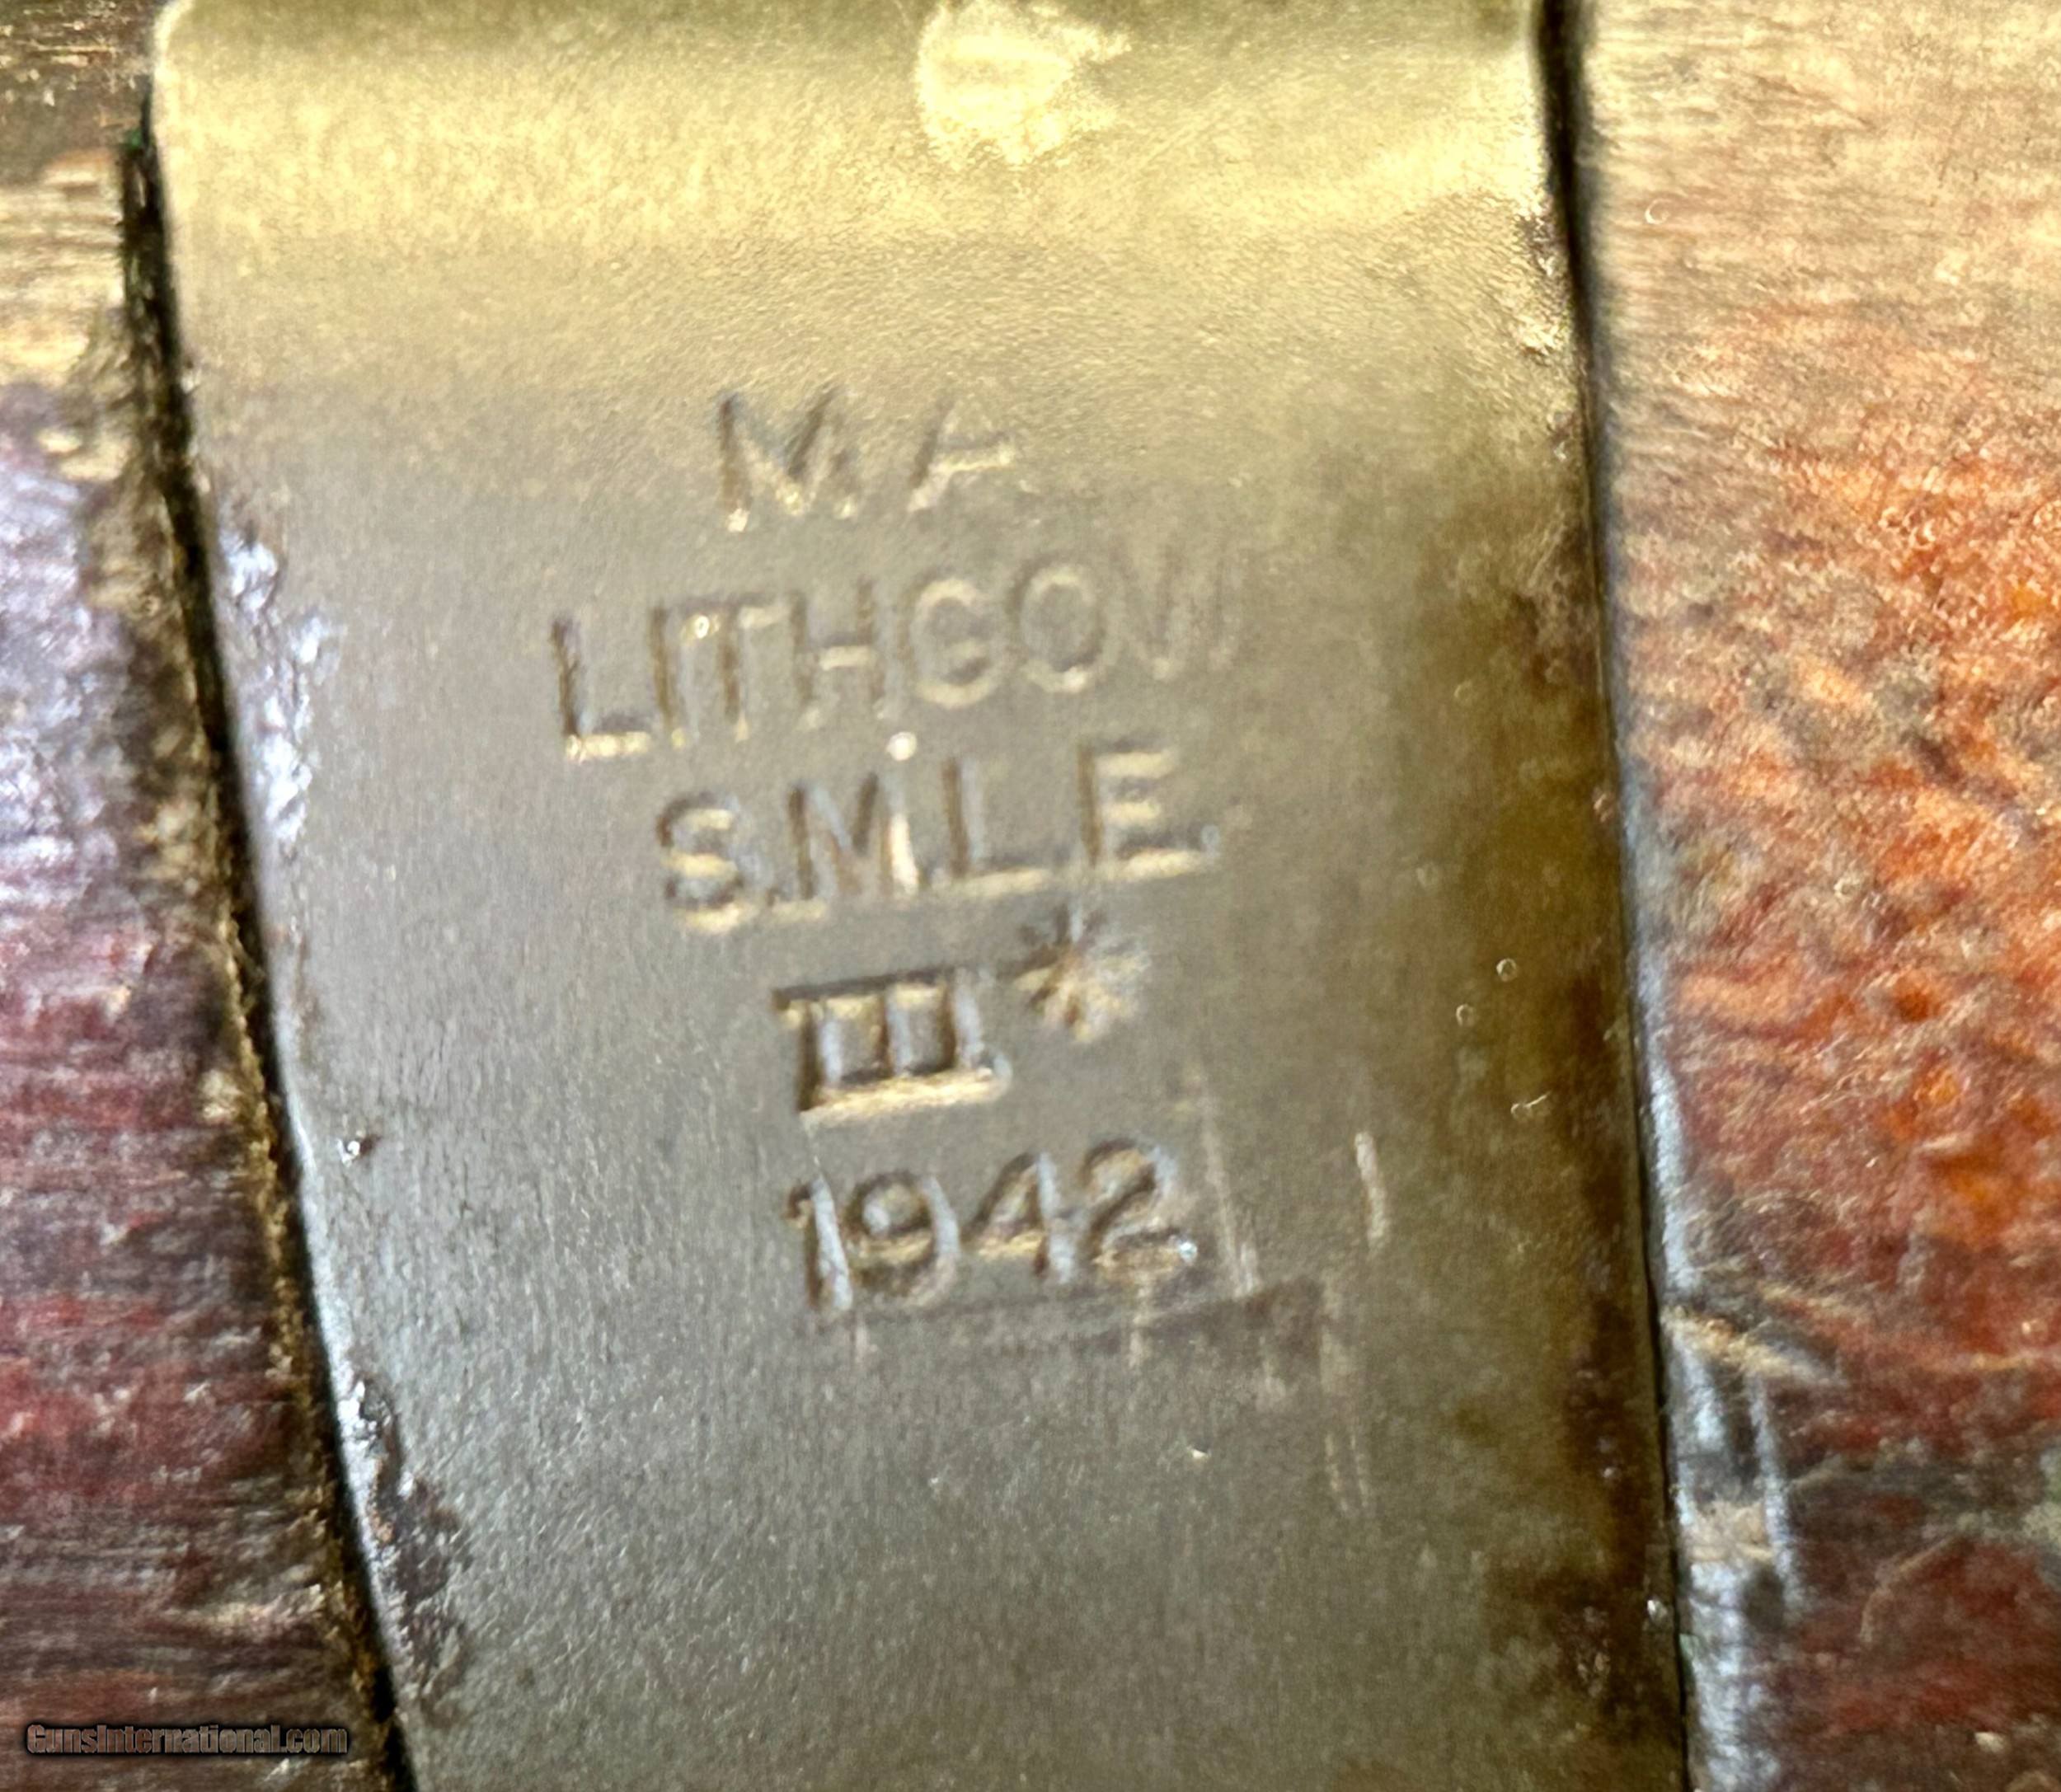 M.A
LITHGOW
S.M.L.E.
III*
1942
GunsInternational.com